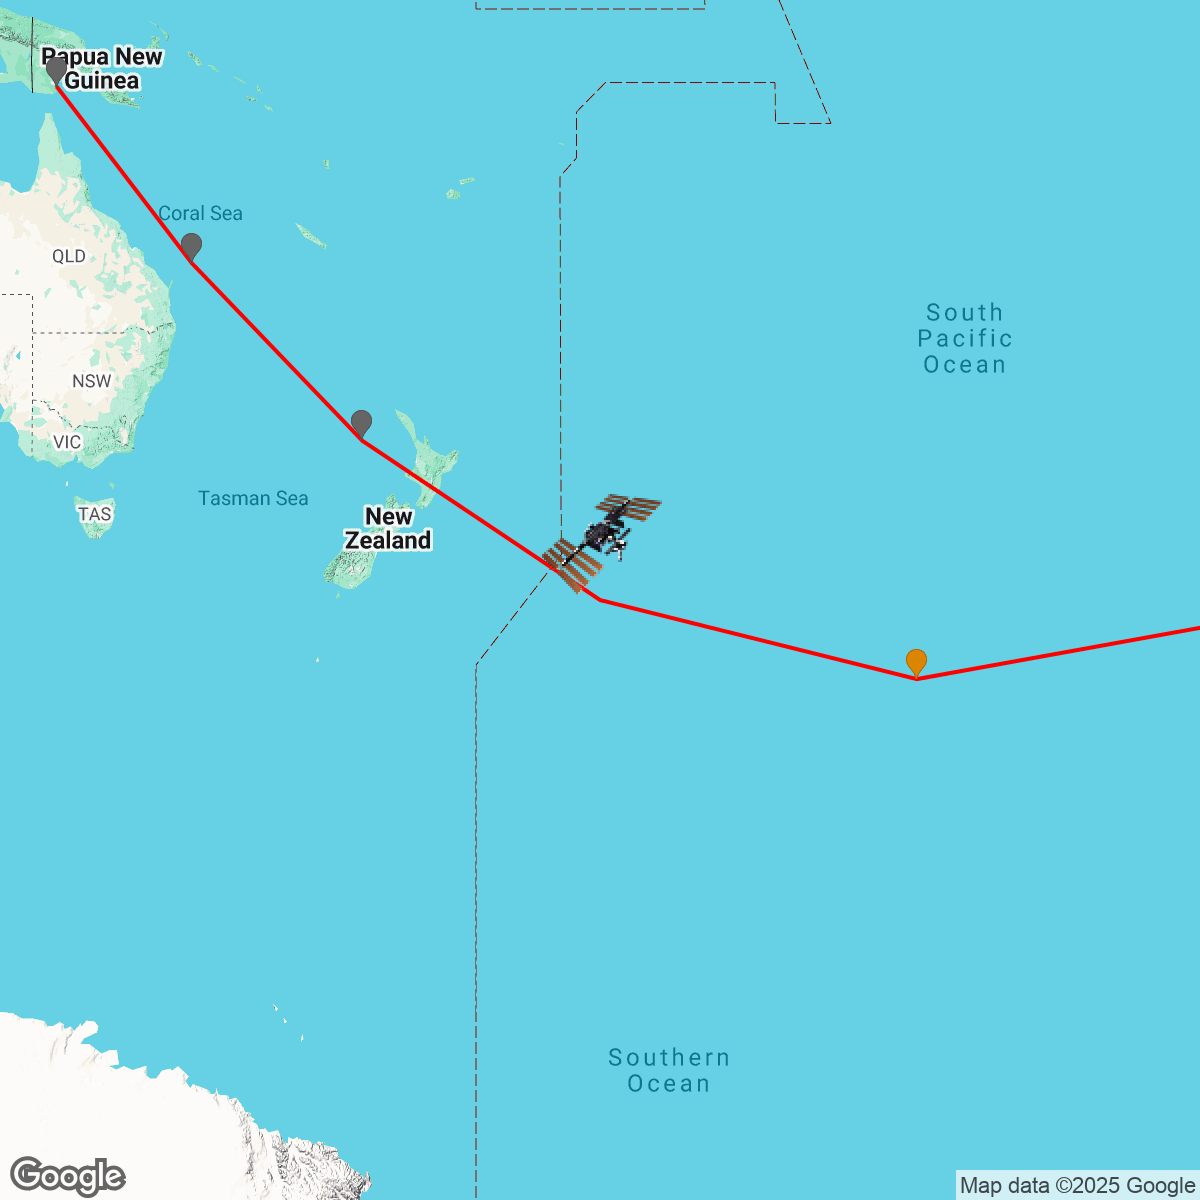 Papua New
Guinea
Coral Sea
QLD
South
Pacific
Ocean
NSW
VIC
Tasman Sea
TAS
New
Zealand
Southern
Ocean
Google
Map data ©2025 Google